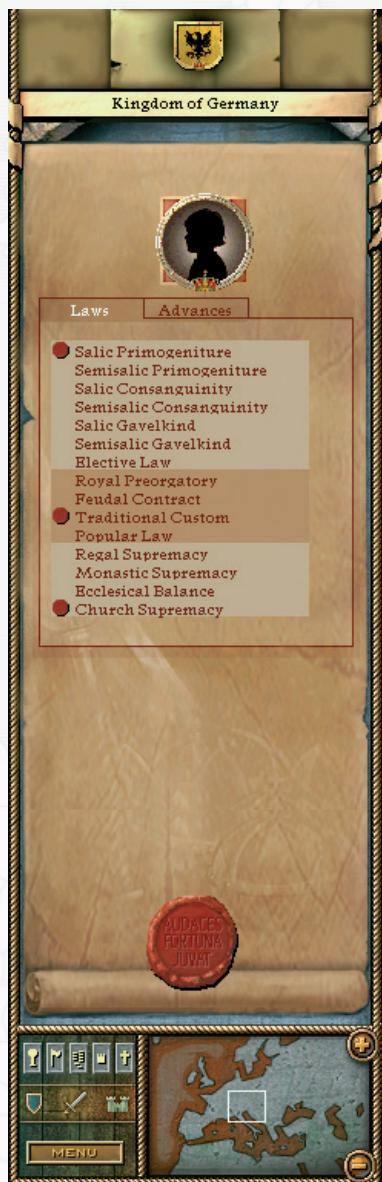 Kingdom of Germany
Laws
Advances
Salic Primogeniture
Semisalic Primogeniture
Salic Consanguinity
Semisalic Consanguinity
Salic Gavelkind
Semisalic Gavelkind
Elective Law
Royal Preorgatory
Feudal Contract
Traditional Custom
Popular Law
Regal Supremacy
Monastic Supremacy
Ecclesical Balance
Church Supremacy
AUDACES
FORTUNA
JUVAT
MENU